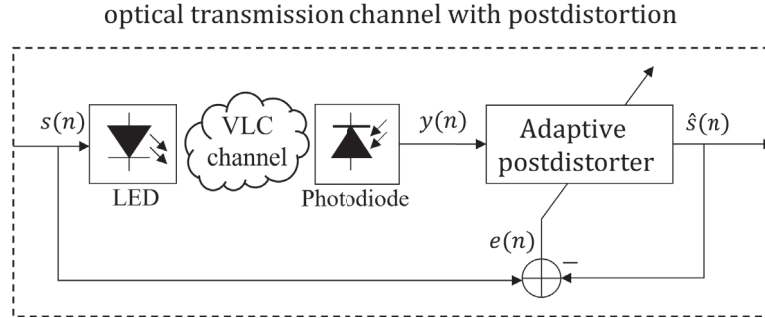 optical transmission channel with postdistortion
s(n)
LED
VLC
channel
Photodiode
y(n)
Adaptive
postdistorter
ŝ(n)
e(n)
−